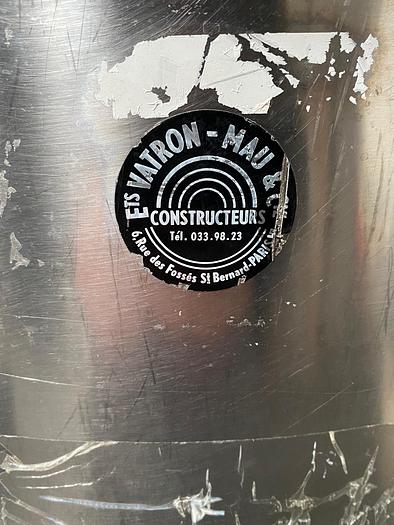 Ets VATRON - MAU & Cie
CONSTRUCTEURS
Tél. 033.98.23
6, Rue des Fossés St Bernard-PARIS